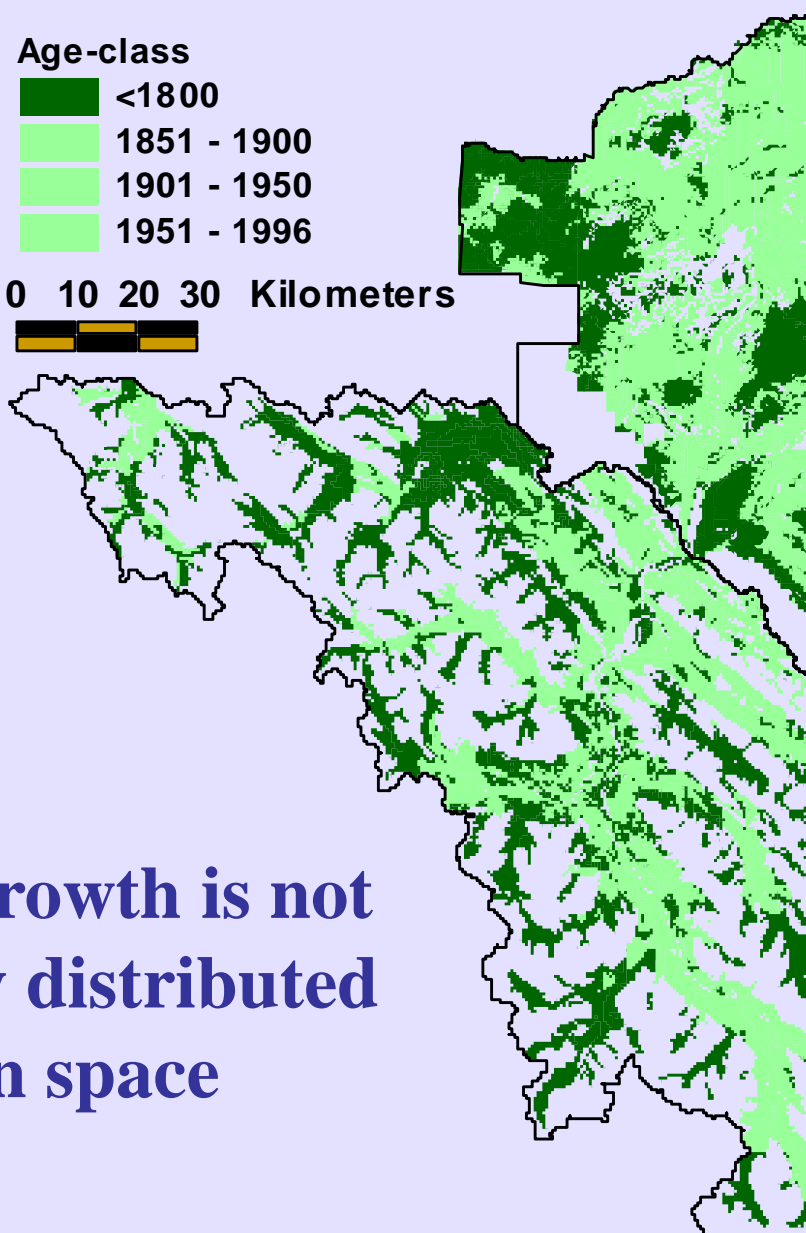 Age-class
<1800
1851 - 1900
1901 - 1950
1951 - 1996
0 10 20 30 Kilometers
rowth is not
distributed
n space